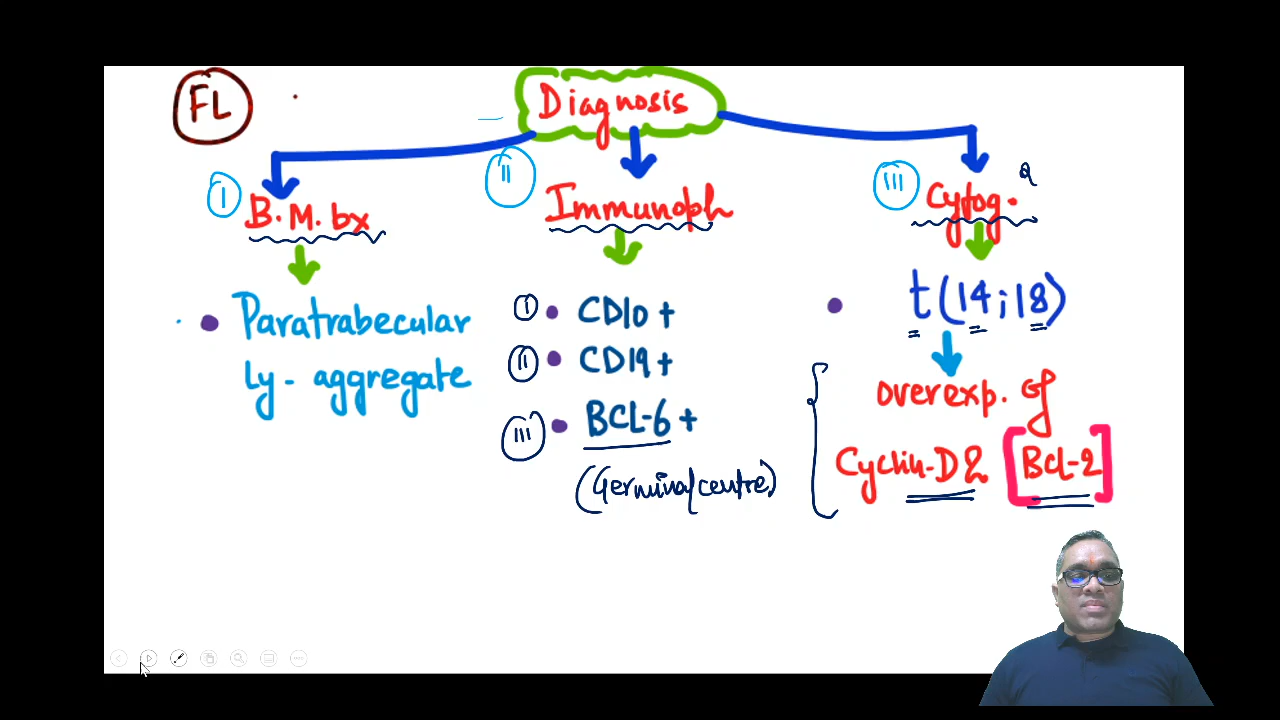 FL
Diagnosis
I
B.M. bx
II
Immunoph
III
Cytog.
Paratrabecular
Ly- aggregate
I CD10 +
II CD19 +
III BCL-6 +
(Germinal centre)
t(14;18)
overexp. of
Cyclin-D2 [Bcl-2]